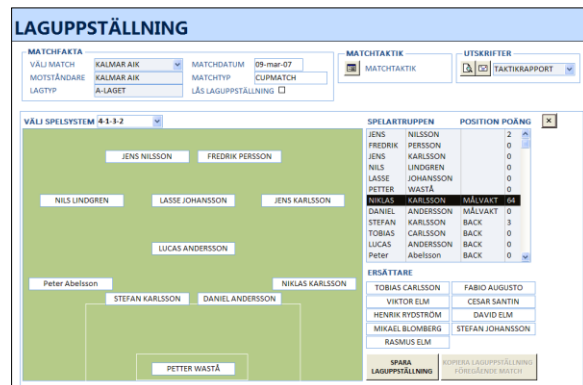 LAGUPPSTÄLLNING
MATCHFAKTA
VÄLJ MATCH KALMAR AIK MATCHDATUM 09-mar-07
MOTSTÅNDARE KALMAR AIK MATCHTYP CUPMATCH
LAGTYP A-LAGET LÅS LAGUPPSTÄLLNING
MATCHTAKTIK
MATCHTAKTIK
UTSKRIFTER
TAKTIKRAPPORT
VÄLJ SPELSYSTEM 4-1-3-2
JENS NILSSON FREDRIK PERSSON
NILS LINDGREN LASSE JOHANSSON JENS KARLSSON
LUCAS ANDERSSON
Peter Abelsson NIKLAS KARLSSON
STEFAN KARLSSON DANIEL ANDERSSON
PETTER WASTÅ
SPELARTRUPPEN POSITION POÄNG
JENS NILSSON 2
FREDRIK PERSSON 0
JENS KARLSSON 0
NILS LINDGREN 0
LASSE JOHANSSON 0
PETTER WASTÅ 0
NIKLAS KARLSSON MÅLVAKT 64
DANIEL ANDERSSON MÅLVAKT 0
STEFAN KARLSSON BACK 3
TOBIAS CARLSSON BACK 0
LUCAS ANDERSSON BACK 0
Peter Abelsson BACK 0
ERSÄTTARE
TOBIAS CARLSSON FABIO AUGUSTO
VIKTOR ELM CESAR SANTIN
HENRIK RYDSTRÖM DAVID ELM
MIKAEL BLOMBERG STEFAN JOHANSSON
RASMUS ELM
SPARA
LAGUPPSTÄLLNING
KOPIERA LAGUPPSTÄLLNING
FÖREGÅENDE MATCH